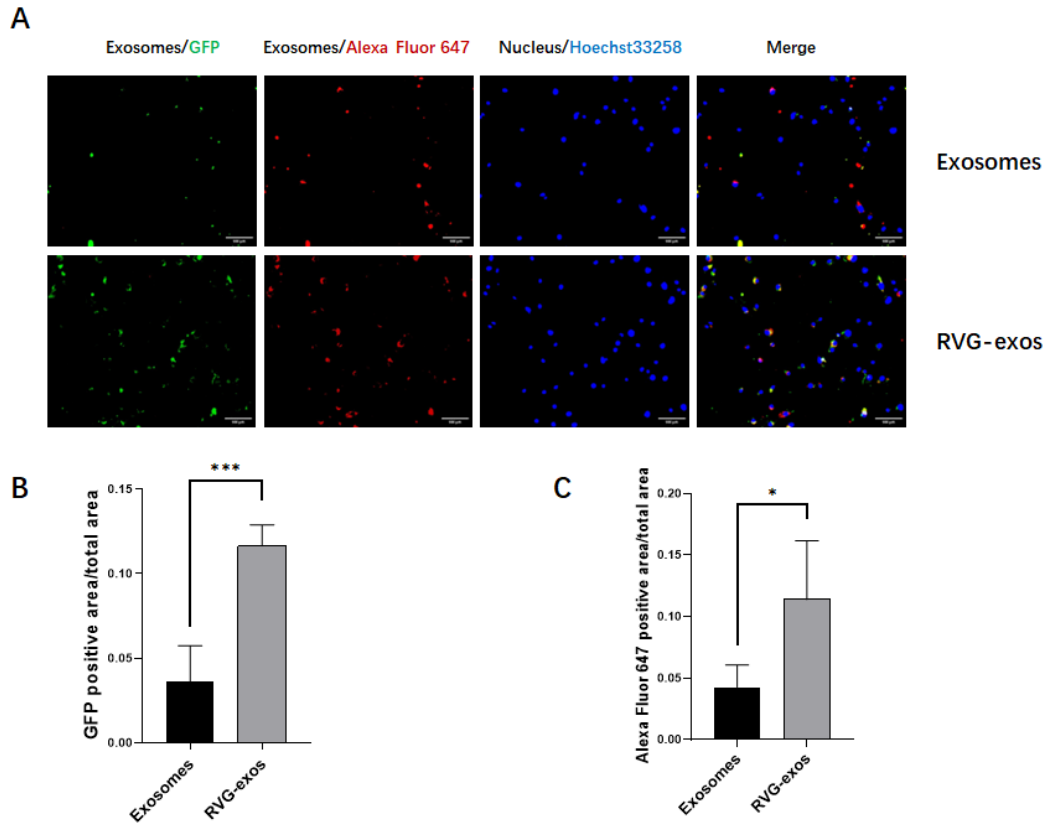 A
Exosomes/GFP Exosomes/Alexa Fluor 647 Nucleus/Hoechst33258 Merge
Exosomes
RVG-exos
B
***
GFP positive area/total area
0.15
0.10
0.05
0.00
Exosomes
RVG-exos
C
*
Alexa Fluor 647 positive area/total area
0.20
0.15
0.10
0.05
0.00
Exosomes
RVG-exos